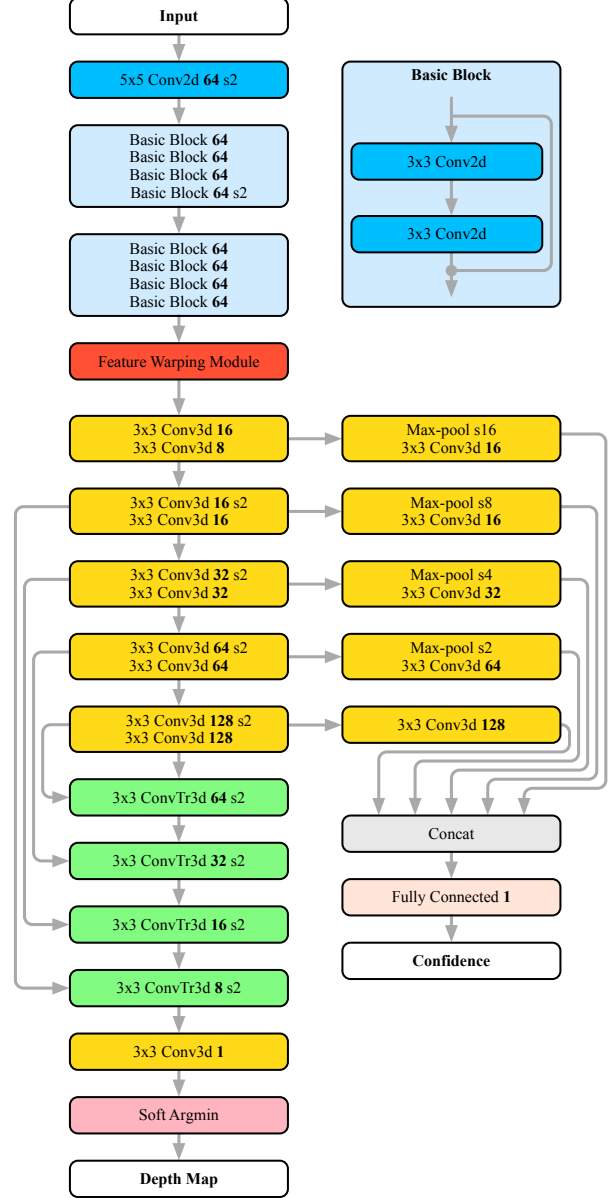 Input
5x5 Conv2d 64 s2
Basic Block 64
Basic Block 64
Basic Block 64
Basic Block 64 s2
Basic Block 64
Basic Block 64
Basic Block 64
Basic Block 64
Feature Warping Module
3x3 Conv3d 16
3x3 Conv3d 8
3x3 Conv3d 16 s2
3x3 Conv3d 16
3x3 Conv3d 32 s2
3x3 Conv3d 32
3x3 Conv3d 64 s2
3x3 Conv3d 64
3x3 Conv3d 128 s2
3x3 Conv3d 128
3x3 ConvTr3d 64 s2
3x3 ConvTr3d 32 s2
3x3 ConvTr3d 16 s2
3x3 ConvTr3d 8 s2
3x3 Conv3d 1
Soft Argmin
Depth Map
Basic Block
3x3 Conv2d
3x3 Conv2d
Max-pool s16
3x3 Conv3d 16
Max-pool s8
3x3 Conv3d 16
Max-pool s4
3x3 Conv3d 32
Max-pool s2
3x3 Conv3d 64
3x3 Conv3d 128
Concat
Fully Connected 1
Confidence